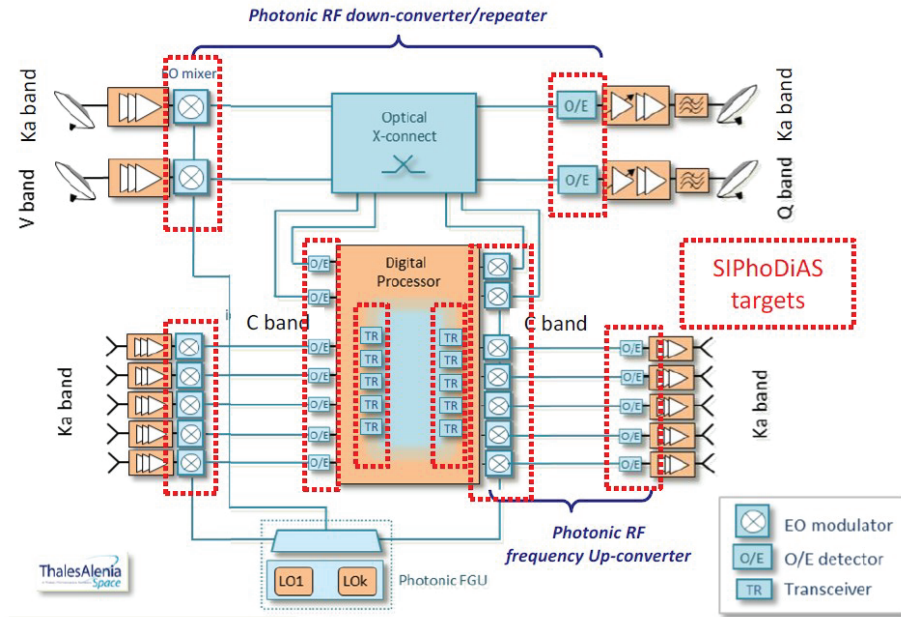 Photonic RF down-converter/repeater
EO mixer
Ka band
V band
Optical
X-connect
O/E
O/E
Ka band
Q band
SIPhoDiAS
targets
Digital
Processor
O/E
O/E
C band
C band
O/E
O/E
O/E
O/E
O/E
TR
TR
TR
TR
TR
TR
TR
TR
TR
TR
O/E
O/E
O/E
O/E
O/E
Ka band
Ka band
Photonic RF
frequency Up-converter
LO1
LOk
Photonic FGU
ThalesAlenia
Space
EO modulator
O/E
O/E detector
TR
Transceiver